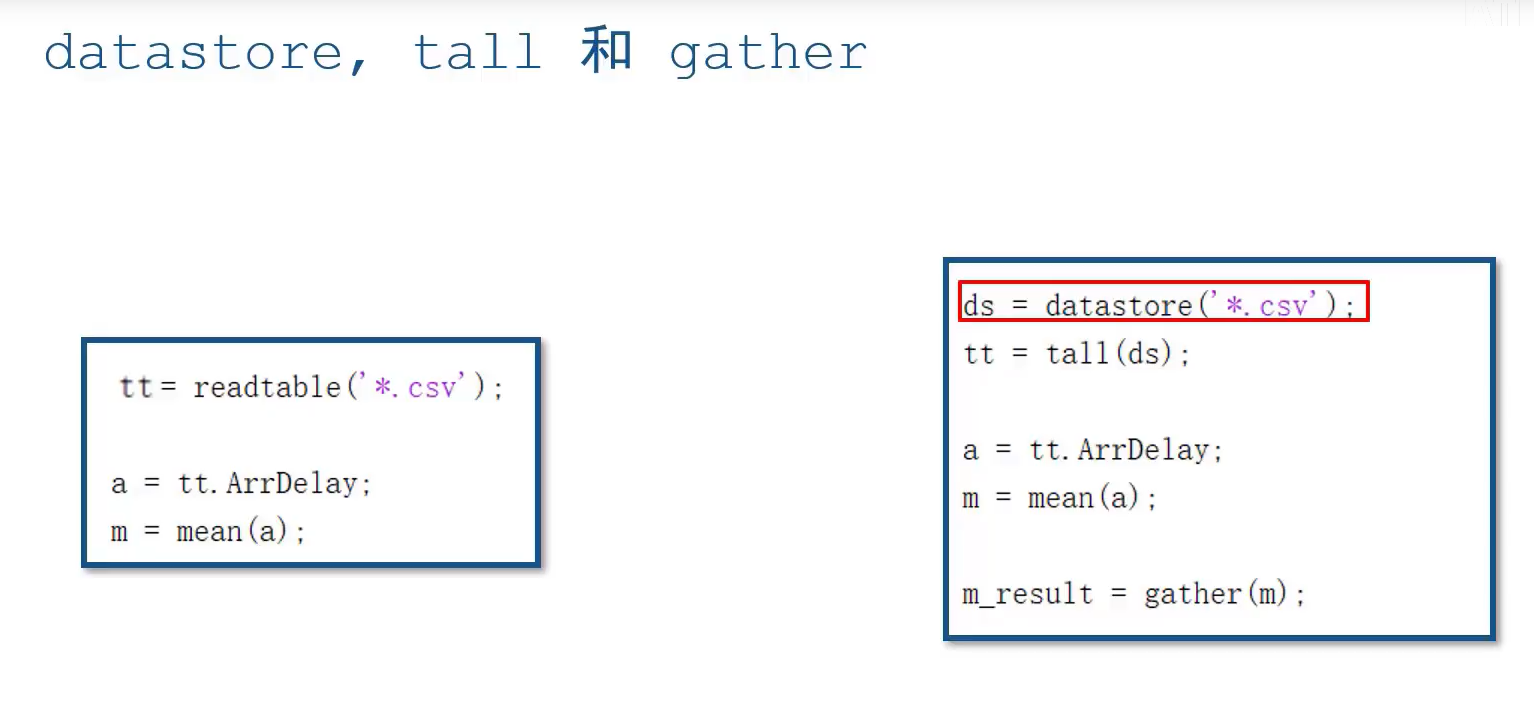 datastore, tall 和 gather
tt= readtable('*.csv');
a = tt.ArrDelay;
m = mean(a);
ds = datastore('*.csv');
tt = tall(ds);
a = tt.ArrDelay;
m = mean(a);
m_result = gather(m);